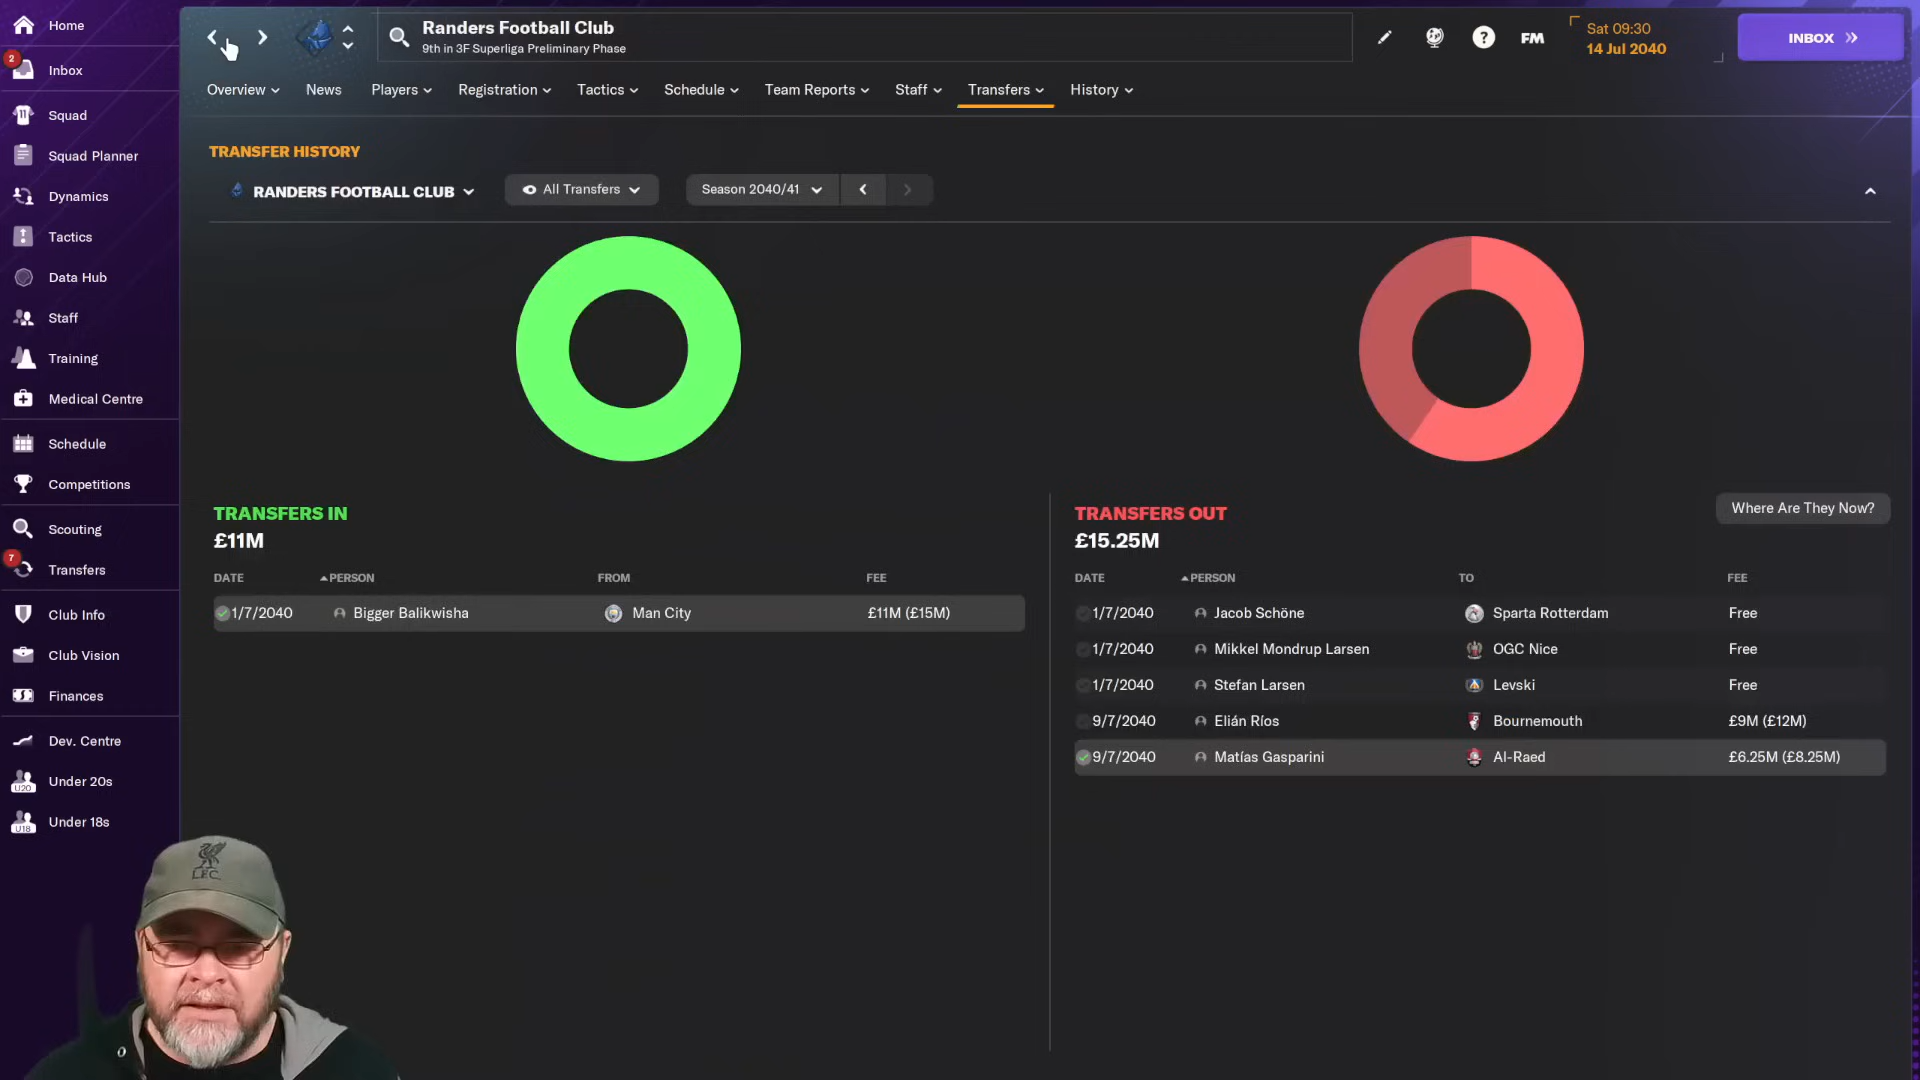 Home
2
Inbox
Squad
Squad Planner
Dynamics
Tactics
Data Hub
Staff
Training
Medical Centre
Schedule
Competitions
Scouting
7
Transfers
Club Info
Club Vision
Finances
Dev. Centre
U20
Under 20s
U18
Under 18s
Randers Football Club
9th in 3F Superliga Preliminary Phase
?
FM
Sat 09:30
14 Jul 2040
INBOX
Overview
News
Players
Registration
Tactics
Schedule
Team Reports
Staff
Transfers
History
TRANSFER HISTORY
RANDERS FOOTBALL CLUB
All Transfers
Season 2040/41
TRANSFERS IN
£11M
DATE PERSON FROM FEE
1/7/2040 Bigger Balikwisha Man City £11M (£15M)
TRANSFERS OUT
£15.25M
Where Are They Now?
DATE PERSON TO FEE
1/7/2040 Jacob Schöne Sparta Rotterdam Free
1/7/2040 Mikkel Mondrup Larsen OGC Nice Free
1/7/2040 Stefan Larsen Levski Free
9/7/2040 Elián Ríos Bournemouth £9M (£12M)
9/7/2040 Matías Gasparini Al-Raed £6.25M (£8.25M)
L.F.C.